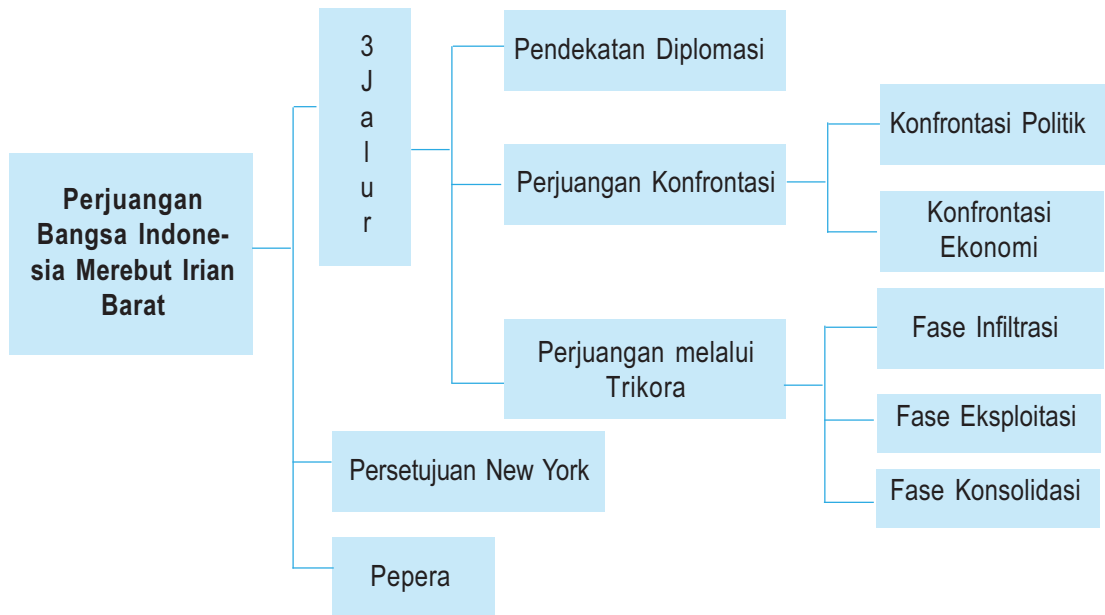 Perjuangan
Bangsa Indone-
sia Merebut Irian
Barat
3
J
a
l
u
r
Pendekatan Diplomasi
Perjuangan Konfrontasi
Konfrontasi Politik
Konfrontasi
Ekonomi
Perjuangan melalui
Trikora
Fase Infiltrasi
Fase Eksploitasi
Fase Konsolidasi
Persetujuan New York
Pepera